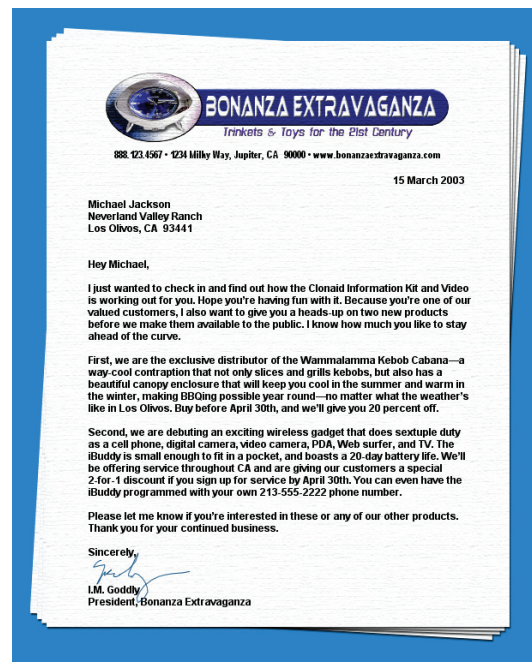 BONANZA EXTRAVAGANZA
Trinkets & Toys for the 21st Century
888.123.4567 • 1234 Milky Way, Jupiter, CA 90000 • www.bonanzaextravaganza.com
15 March 2003
Michael Jackson
Neverland Valley Ranch
Los Olivos, CA 93441
Hey Michael,
I just wanted to check in and find out how the Clonaid Information Kit and Video
is working out for you. Hope you're having fun with it. Because you're one of our
valued customers, I also want to give you a heads-up on two new products
before we make them available to the public. I know how much you like to stay
ahead of the curve.
First, we are the exclusive distributor of the Wammalamma Kebob Cabana—a
way-cool contraption that not only slices and grills kebobs, but also has a
beautiful canopy enclosure that will keep you cool in the summer and warm in
the winter, making BBQing possible year round—no matter what the weather's
like in Los Olivos. Buy before April 30th, and we'll give you 20 percent off.
Second, we are debuting an exciting wireless gadget that does sextuple duty
as a cell phone, digital camera, video camera, PDA, Web surfer, and TV. The
iBuddy is small enough to fit in a pocket, and boasts a 20-day battery life. We'll
be offering service throughout CA and are giving our customers a special
2-for-1 discount if you sign up for service by April 30th. You can even have the
iBuddy programmed with your own 213-555-2222 phone number.
Please let me know if you're interested in these or any of our other products.
Thank you for your continued business.
Sincerely,
I.M. Goddly
President, Bonanza Extravaganza